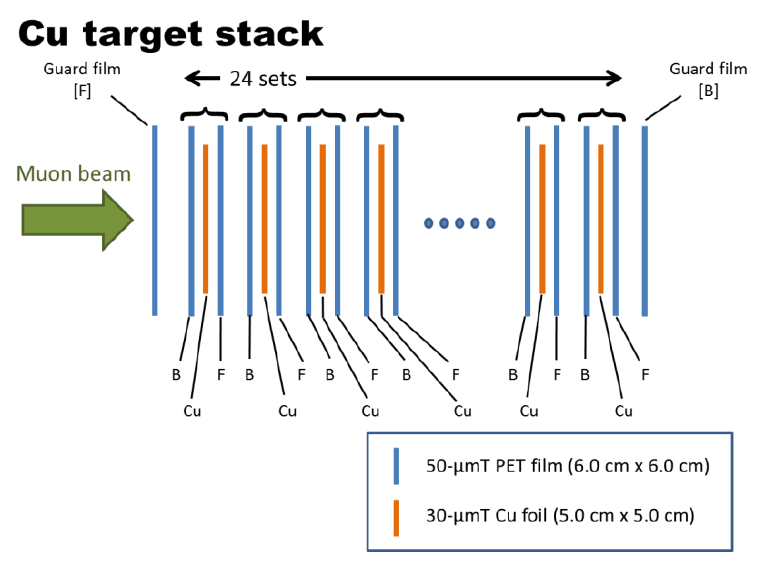 Cu target stack
Guard film
[F]
24 sets
Guard film
[B]
Muon beam
B F B F B F B F B F B F
Cu Cu Cu Cu Cu Cu
50-μmT PET film (6.0 cm x 6.0 cm)
30-μmT Cu foil (5.0 cm x 5.0 cm)